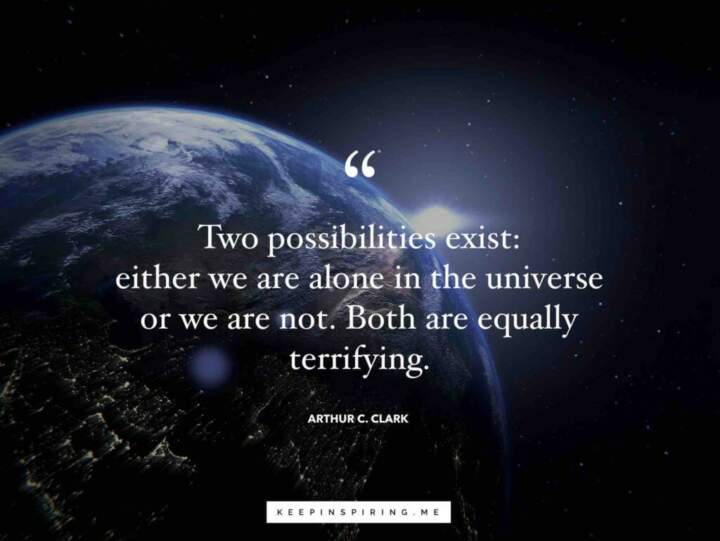 “
Two possibilities exist:
either we are alone in the universe
or we are not. Both are equally
terrifying.
ARTHUR C. CLARK
KEEPINSPIRING.ME